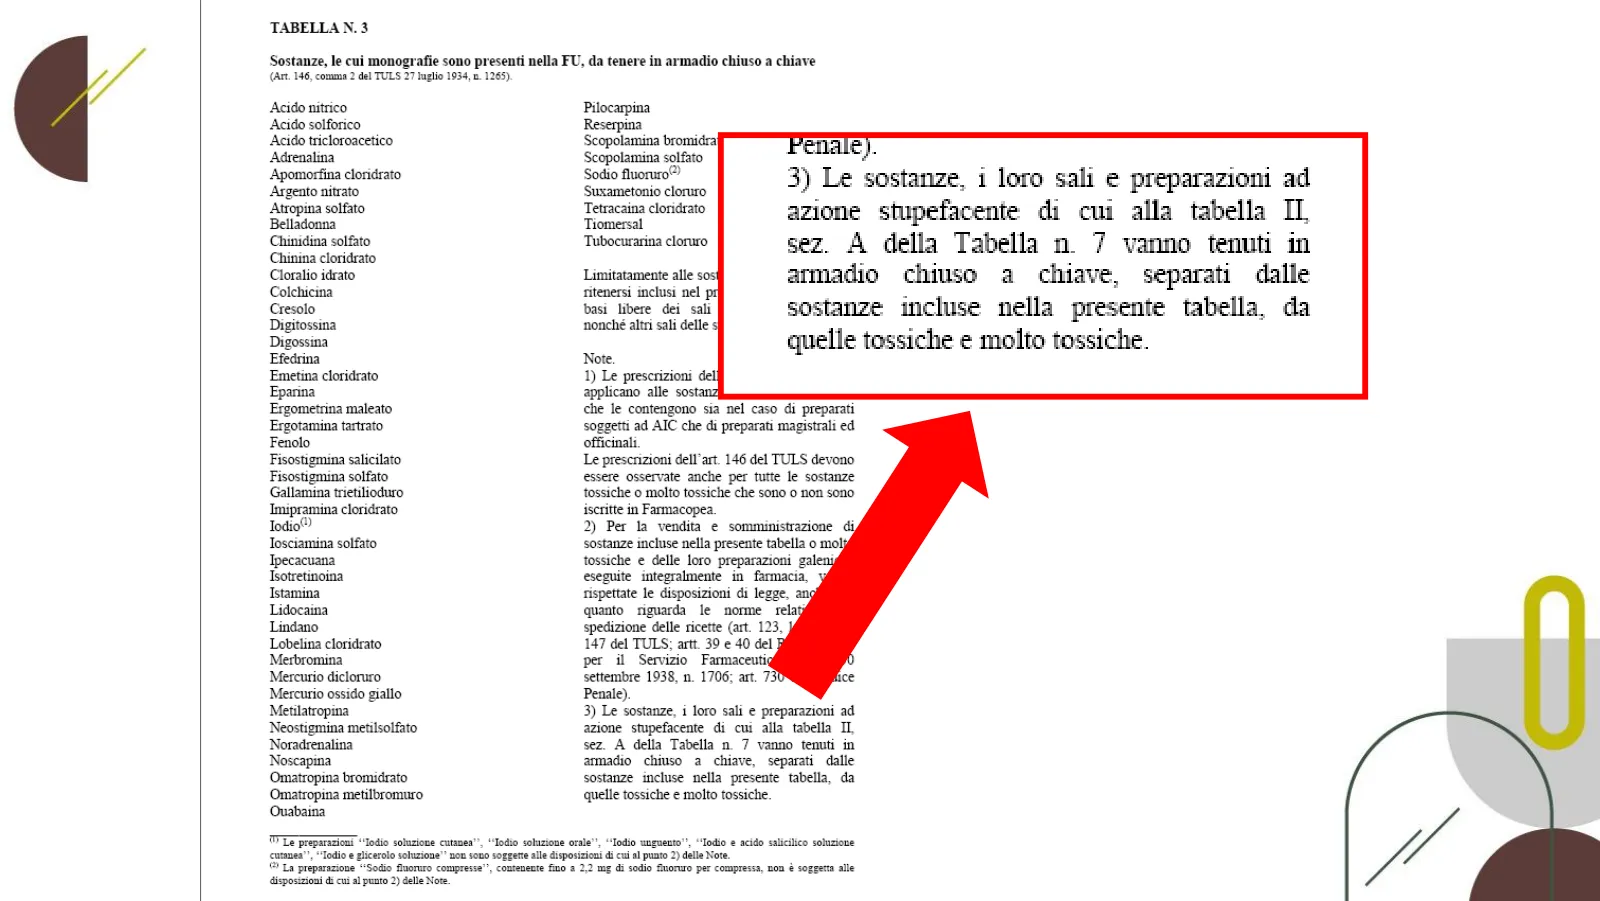 TABELLA N. 3
Sostanze, le cui monografie sono presenti nella FU, da tenere in armadio chiuso a chiave
(Art. 146, comma 2 del TULS 27 luglio 1934, n. 1265).
Acido nitrico
Acido solforico
Acido tricloroacetico
Adrenalina
Apomorfina cloridrato
Argento nitrato
Atropina solfato
Belladonna
Chinidina solfato
Chinina cloridrato
Cloralio idrato
Colchicina
Cresolo
Digitossina
Digossina
Efedrina
Emetina cloridrato
Eparina
Ergometrina maleato
Ergotamina tartrato
Fenolo
Fisostigmina salicilato
Fisostigmina solfato
Gallamina trietilioduro
Imipramina cloridrato
Iodio(1)
Iosciamina solfato
Ipecacuana
Isotretinoina
Istamina
Lidocaina
Lindano
Lobelina cloridrato
Merbromina
Mercurio dicloruro
Mercurio ossido giallo
Metilatropina
Neostigmina metilsolfato
Noradrenalina
Noscapina
Omatropina bromidrato
Omatropina metilbromuro
Ouabaina
Pilocarpina
Reserpina
Scopolamina
Scopolamina solfato
Sodio fluoruro(2)
Suxametonio cloruro
Tetracaina cloridrato
Tiomersal
Tubocurarina cloruro
Limitatamente alle
ritenersi inclusi nel
basi libere dei sali
nonché altri sali delle
Note.
1) Le prescrizioni
applicano alle
che le contengono sia nel caso di preparati
soggetti ad AIC che di preparati magistrali ed
officinali.
Le prescrizioni dell’art. 146 del TULS devono
essere osservate anche per tutte le sostanze
tossiche o molto tossiche che sono o non sono
iscritte in Farmacopea.
2) Per la vendita e somministrazione di
sostanze incluse nella presente tabella o
tossiche e delle loro preparazioni
eseguite integralmente in farmacia,
rispettate le disposizioni di legge,
quanto riguarda le norme
spedizione delle ricette (art. 123,
147 del TULS; artt. 39 e 40 del
per il Servizio
settembre 1938, n. 1706; art. 730
Penale).
3) Le sostanze, i loro sali e preparazioni ad
azione stupefacente di cui alla tabella II,
sez. A della Tabella n. 7 vanno tenuti in
armadio chiuso a chiave, separati dalle
sostanze incluse nella presente tabella, da
quelle tossiche e molto tossiche.
Penale).
3) Le sostanze, i loro sali e preparazioni ad
azione stupefacente di cui alla tabella II,
sez. A della Tabella n. 7 vanno tenuti in
armadio chiuso a chiave, separati dalle
sostanze incluse nella presente tabella, da
quelle tossiche e molto tossiche.
(1) Le preparazioni ‘‘Iodio soluzione cutanea’’, ‘‘Iodio soluzione orale’’, ‘‘Iodio unguento’’, ‘‘Iodio e acido salicilico soluzione
cutanea’’, ‘‘Iodio e glicerolo soluzione’’ non sono soggette alle disposizioni di cui al punto 2) delle Note.
(2) La preparazione ‘‘Sodio fluoruro compresse’’, contenente fino a 2,2 mg di sodio fluoruro per compressa, non è soggetta alle
disposizioni di cui al punto 2) delle Note.